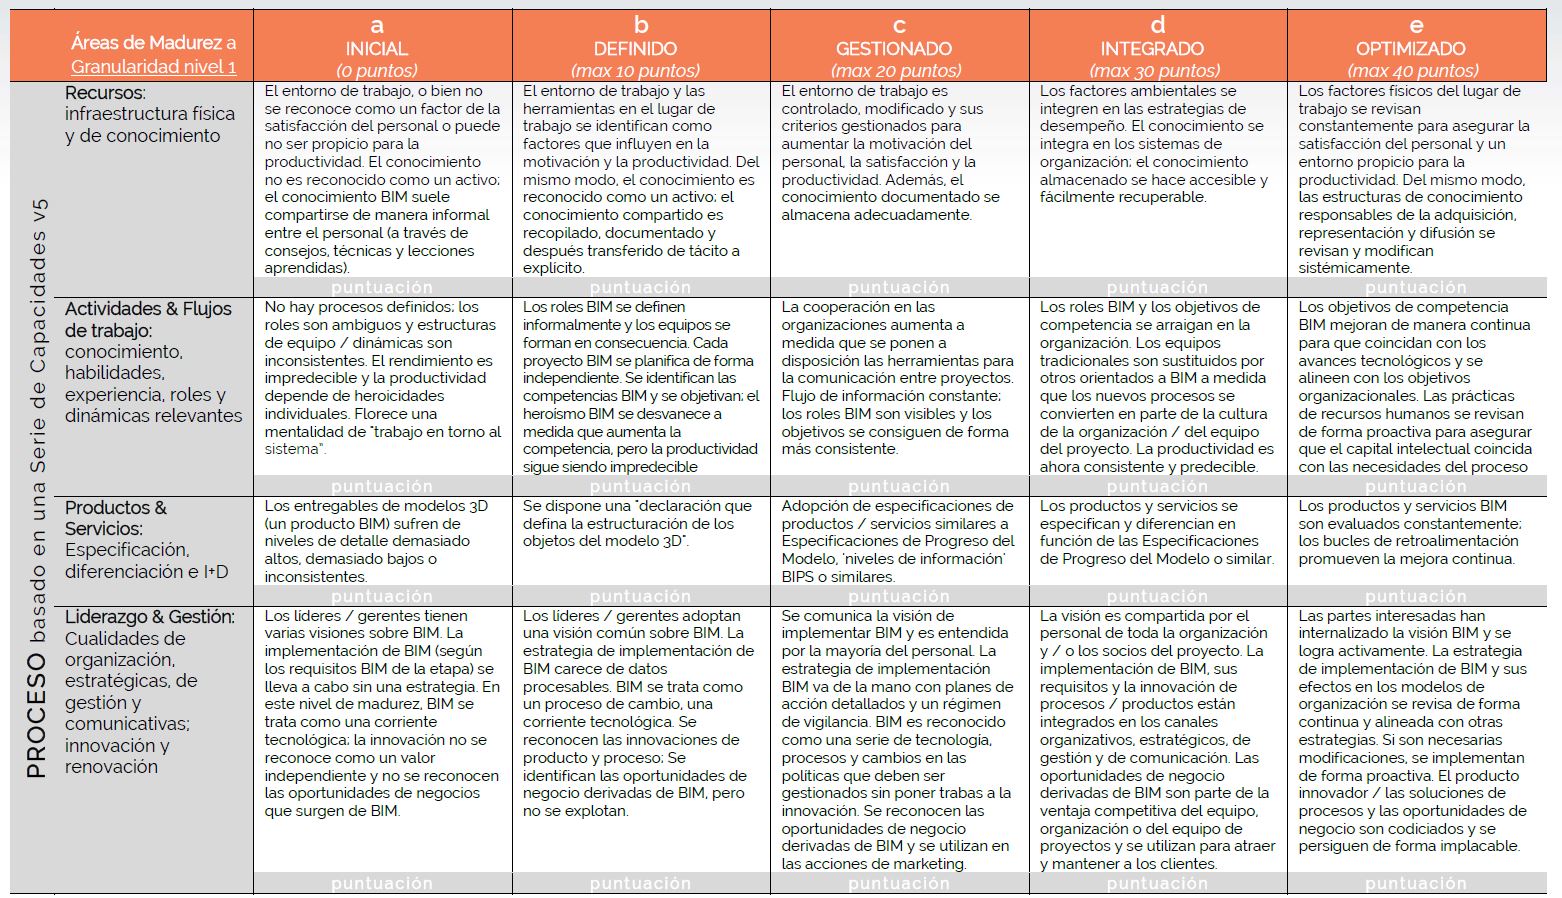 Áreas de Madurez a
Granularidad nivel 1
a
INICIAL
(0 puntos)
b
DEFINIDO
(max 10 puntos)
c
GESTIONADO
(max 20 puntos)
d
INTEGRADO
(max 30 puntos)
e
OPTIMIZADO
(max 40 puntos)
PROCESO basado en una Serie de Capacidades v5
Recursos:
infraestructura física
y de conocimiento
El entorno de trabajo, o bien no
se reconoce como un factor de la
satisfacción del personal o puede
no ser propicio para la
productividad. El conocimiento
no es reconocido como un activo;
el conocimiento BIM suele
compartirse de manera informal
entre el personal (a través de
consejos, técnicas y lecciones
aprendidas).
puntuación
El entorno de trabajo y las
herramientas en el lugar de
trabajo se identifican como
factores que influyen en la
motivación y la productividad. Del
mismo modo, el conocimiento es
reconocido como un activo; el
conocimiento compartido es
recopilado, documentado y
después transferido de tácito a
explícito.
puntuación
El entorno de trabajo es
controlado, modificado y sus
criterios gestionados para
aumentar la motivación del
personal, la satisfacción y la
productividad. Además, el
conocimiento documentado se
almacena adecuadamente.
puntuación
Los factores ambientales se
integren en las estrategias de
desempeño. El conocimiento se
integra en los sistemas de
organización; el conocimiento
almacenado se hace accesible y
fácilmente recuperable.
puntuación
Los factores físicos del lugar de
trabajo se revisan
constantemente para asegurar la
satisfacción del personal y un
entorno propicio para la
productividad. Del mismo modo,
las estructuras de conocimiento
responsables de la adquisición,
representación y difusión se
revisan y modifican
sistémicamente.
puntuación
Actividades & Flujos
de trabajo:
conocimiento,
habilidades,
experiencia, roles y
dinámicas relevantes
No hay procesos definidos; los
roles son ambiguos y estructuras
de equipo / dinámicas son
inconsistentes. El rendimiento es
impredecible y la productividad
depende de heroicidades
individuales. Florece una
mentalidad de "trabajo en torno al
sistema".
puntuación
Los roles BIM se definen
informalmente y los equipos se
forman en consecuencia. Cada
proyecto BIM se planifica de forma
independiente. Se identifican las
competencias BIM y se objetivan; el
heroísmo BIM se desvanece a
medida que aumenta la
competencia, pero la productividad
sigue siendo impredecible
puntuación
La cooperación en las
organizaciones aumenta a
medida que se ponen a
disposición las herramientas para
la comunicación entre proyectos.
Flujo de información constante;
los roles BIM son visibles y los
objetivos se consiguen de forma
más consistente.
puntuación
Los roles BIM y los objetivos de
competencia se arraigan en la
organización. Los equipos
tradicionales son sustituidos por
otros orientados a BIM a medida
que los nuevos procesos se
convierten en parte de la cultura
de la organización / del equipo
del proyecto. La productividad es
ahora consistente y predecible.
puntuación
Los objetivos de competencia
BIM mejoran de manera continua
para que coincidan con los
avances tecnológicos y se
alineen con los objetivos
organizacionales. Las prácticas
de recursos humanos se revisan
de forma proactiva para asegurar
que el capital intelectual coincida
con las necesidades del proceso
puntuación
Productos &
Servicios:
Especificación,
diferenciación e I+D
Los entregables de modelos 3D
(un producto BIM) sufren de
niveles de detalle demasiado
altos, demasiado bajos o
inconsistentes.
puntuación
Se dispone una "declaración que
defina la estructuración de los
objetos del modelo 3D".
puntuación
Adopción de especificaciones de
productos / servicios similares a
Especificaciones de Progreso del
Modelo, 'niveles de información'
BIPS o similares.
puntuación
Los productos y servicios se
especifican y diferencian en
función de las Especificaciones
de Progreso del Modelo o similar.
puntuación
Los productos y servicios BIM
son evaluados constantemente;
los bucles de retroalimentación
promueven la mejora continua.
puntuación
Liderazgo & Gestión:
Cualidades de
organización,
estratégicas, de
gestión y
comunicativas;
innovación y
renovación
Los líderes / gerentes tienen
varias visiones sobre BIM. La
implementación de BIM (según
los requisitos BIM de la etapa) se
lleva a cabo sin una estrategia. En
este nivel de madurez, BIM se
trata como una corriente
tecnológica; la innovación no se
reconoce como un valor
independiente y no se reconocen
las oportunidades de negocios
que surgen de BIM.
puntuación
Los líderes / gerentes adoptan
una visión común sobre BIM. La
estrategia de implementación de
BIM carece de datos
procesables. BIM se trata como
un proceso de cambio, una
corriente tecnológica. Se
reconocen las innovaciones de
producto y proceso; Se
identifican las oportunidades de
negocio derivadas de BIM, pero
no se explotan.
puntuación
Se comunica la visión de
implementar BIM y es entendida
por la mayoría del personal. La
estrategia de implementación
BIM va de la mano con planes de
acción detallados y un régimen
de vigilancia. BIM es reconocido
como una serie de tecnología,
procesos y cambios en las
políticas que deben ser
gestionados sin poner trabas a la
innovación. Se reconocen las
oportunidades de negocio
derivadas de BIM y se utilizan en
las acciones de marketing.
puntuación
La visión es compartida por el
personal de toda la organización
y / o los socios del proyecto. La
implementación de BIM, sus
requisitos y la innovación de
procesos / productos están
integrados en los canales
organizativos, estratégicos, de
gestión y de comunicación. Las
oportunidades de negocio
derivadas de BIM son parte de la
ventaja competitiva del equipo,
organización o del equipo de
proyectos y se utilizan para atraer
y mantener a los clientes.
puntuación
Las partes interesadas han
internalizado la visión BIM y se
logra activamente. La estrategia
de implementación de BIM y sus
efectos en los modelos de
organización se revisa de forma
continua y alineada con otras
estrategias. Si son necesarias
modificaciones, se implementan
de forma proactiva. El producto
innovador / las soluciones de
procesos y las oportunidades de
negocio son codiciados y se
persiguen de forma implacable.
puntuación